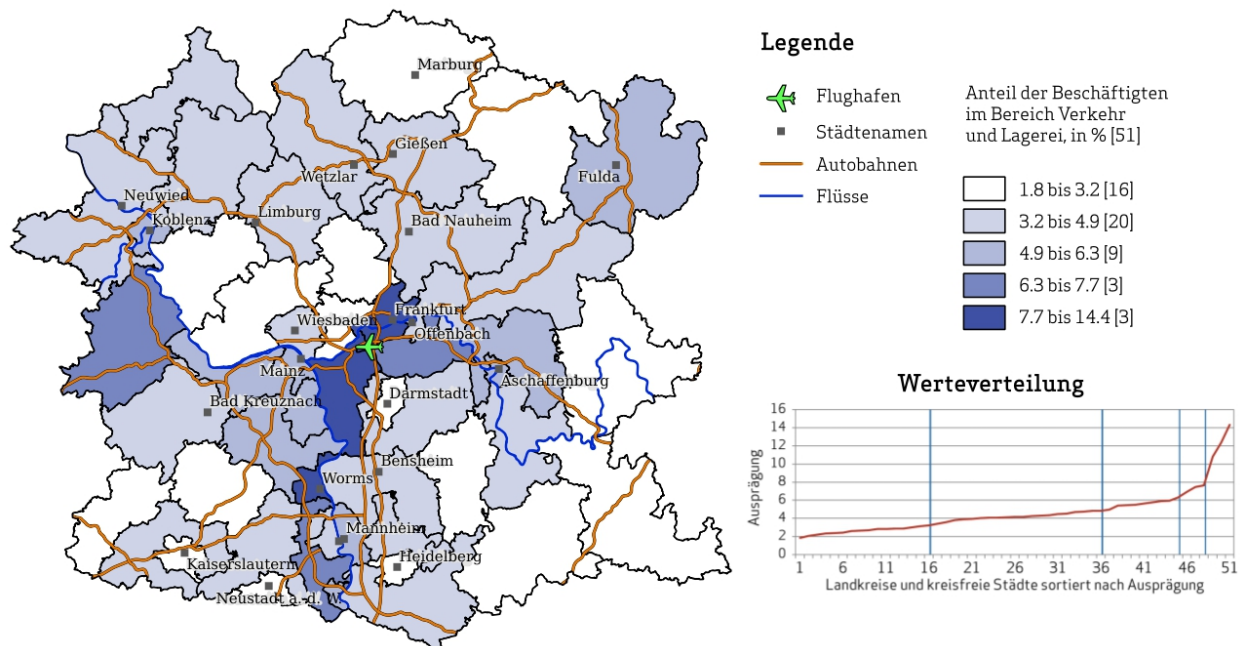 Marburg
Gießen
Wetzlar
Fulda
Neuwied
Koblenz
Limburg
Bad Nauheim
Wiesbaden
Frankfurt
Offenbach
Mainz
Aschaffenburg
Bad Kreuznach
Darmstadt
Bensheim
Worms
Mannheim
Kaiserslautern
Heidelberg
Neustadt a. d. W.
Legende
Flughafen
Städtenamen
Autobahnen
Flüsse
Anteil der Beschäftigten
im Bereich Verkehr
und Lagerei, in % [51]
1.8 bis 3.2 [16]
3.2 bis 4.9 [20]
4.9 bis 6.3 [9]
6.3 bis 7.7 [3]
7.7 bis 14.4 [3]
Werteverteilung
Ausprägung
16
14
12
10
8
6
4
2
0
1 6 11 16 21 26 31 36 41 46 51
Landkreise und kreisfreie Städte sortiert nach Ausprägung